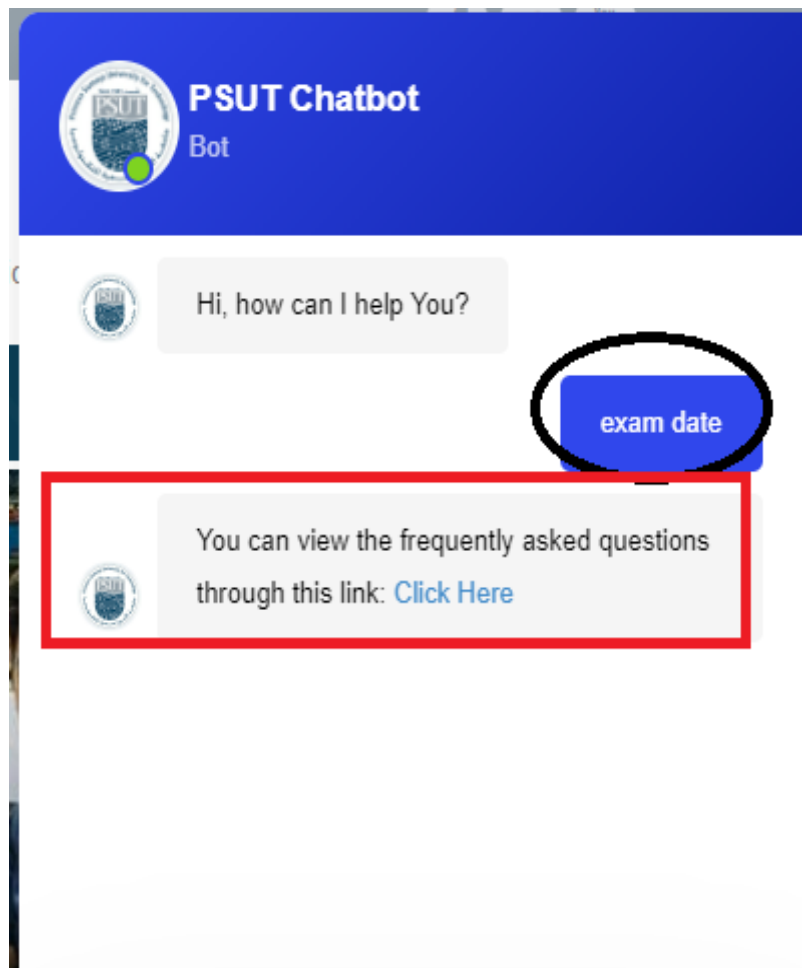 PSUT Chatbot
Bot
Hi, how can I help You?
exam date
You can view the frequently asked questions
through this link: Click Here
PSUT